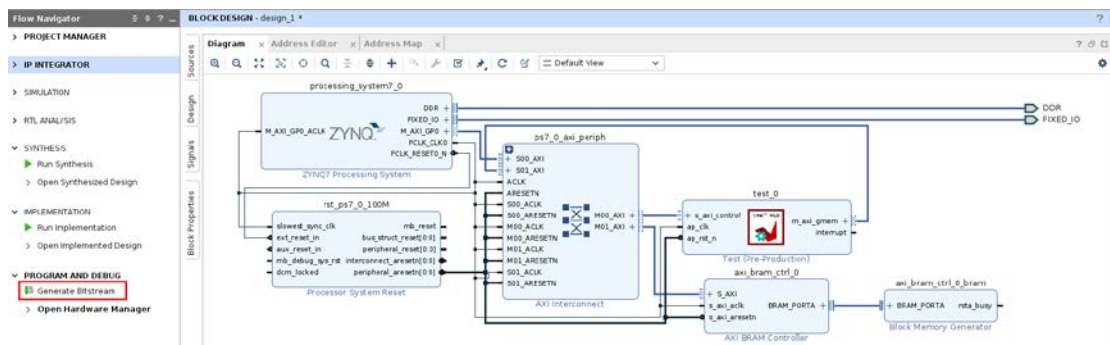 Flow Navigator
PROJECT MANAGER
IP INTEGRATOR
SIMULATION
RTL ANALYSIS
SYNTHESIS
Run Synthesis
Open Synthesized Design
IMPLEMENTATION
Run Implementation
Open Implemented Design
PROGRAM AND DEBUG
Generate Bitstream
Open Hardware Manager
BLOCK DESIGN - design_1 *
Sources
Design
Signals
Block Properties
Diagram
Address Editor
Address Map
Default View
processing_system7_0
M_AXI_GP0_ACLK
ZYNQ
DDR
FIXED_IO
M_AXI_GP0
FCLK_CLK0
FCLK_RESET0_N
ZYNQ7 Processing System
rst_ps7_0_100M
slowest_sync_clk
ext_reset_in
aux_reset_in
mb_debug_sys_rst
dcm_locked
mb_reset
bus_struct_reset[0:0]
peripheral_reset[0:0]
interconnect_aresetn[0:0]
peripheral_aresetn[0:0]
Processor System Reset
ps7_0_axi_periph
S00_AXI
S01_AXI
ACLK
ARESETN
S00_ACLK
S00_ARESETN
M00_ACLK
M00_ARESETN
M01_ACLK
M01_ARESETN
S01_ACLK
S01_ARESETN
M00_AXI
M01_AXI
AXI Interconnect
test_0
s_axi_control
ap_clk
ap_rst_n
m_axi_gmem
interrupt
Test (Pre-Production)
axi_bram_ctrl_0
S_AXI
s_axi_aclk
s_axi_aresetn
BRAM_PORTA
AXI BRAM Controller
axi_bram_ctrl_0_bram
BRAM_PORTA
rsta_busy
Block Memory Generator
DDR
FIXED_IO